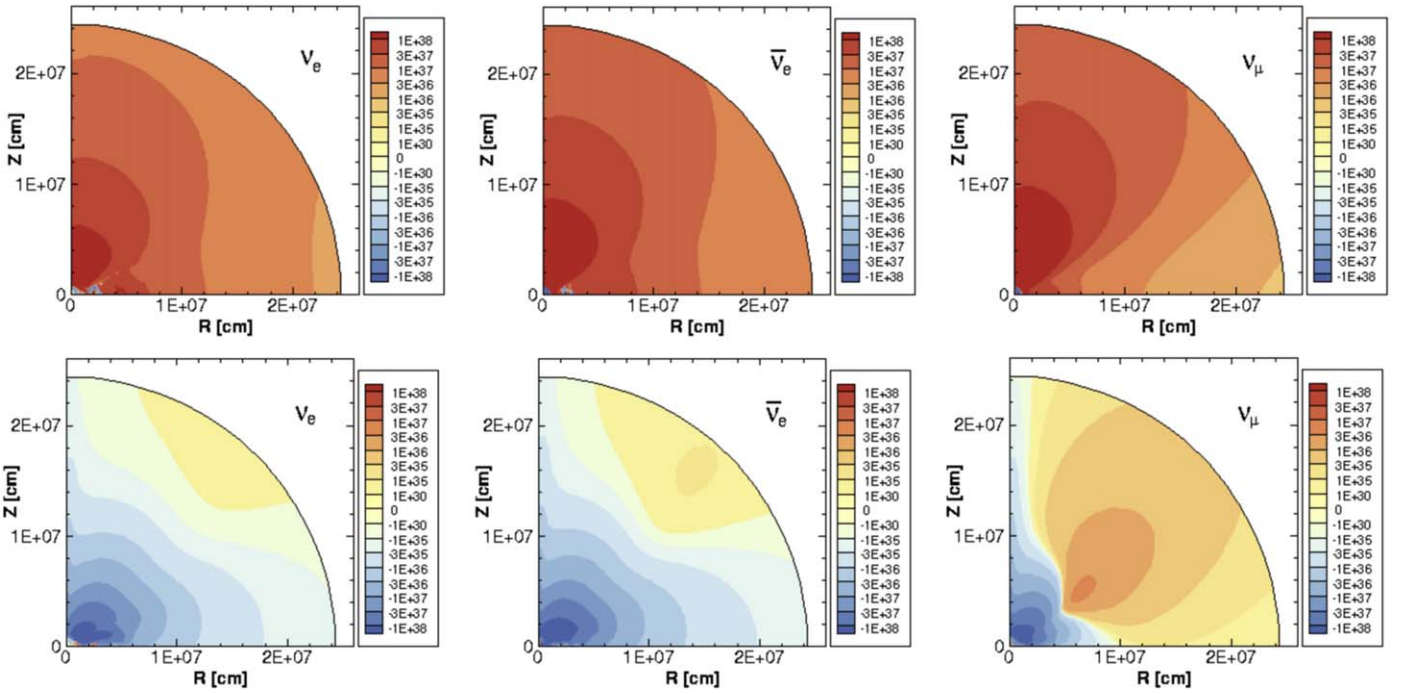 νe
Z [cm]
2E+07
1E+07
0
0
1E+07
2E+07
R [cm]
1E+38
3E+37
1E+37
3E+36
1E+36
3E+35
1E+35
1E+30
0
-1E+30
-1E+35
-3E+35
-1E+36
-3E+36
-1E+37
-3E+37
-1E+38
ν̅e
Z [cm]
2E+07
1E+07
0
0
1E+07
2E+07
R [cm]
1E+38
3E+37
1E+37
3E+36
1E+36
3E+35
1E+35
1E+30
0
-1E+30
-1E+35
-3E+35
-1E+36
-3E+36
-1E+37
-3E+37
-1E+38
νμ
Z [cm]
2E+07
1E+07
0
0
1E+07
2E+07
R [cm]
1E+38
3E+37
1E+37
3E+36
1E+36
3E+35
1E+35
1E+30
0
-1E+30
-1E+35
-3E+35
-1E+36
-3E+36
-1E+37
-3E+37
-1E+38
νe
Z [cm]
2E+07
1E+07
0
0
1E+07
2E+07
R [cm]
1E+38
3E+37
1E+37
3E+36
1E+36
3E+35
1E+35
1E+30
0
-1E+30
-1E+35
-3E+35
-1E+36
-3E+36
-1E+37
-3E+37
-1E+38
ν̅e
Z [cm]
2E+07
1E+07
0
0
1E+07
2E+07
R [cm]
1E+38
3E+37
1E+37
3E+36
1E+36
3E+35
1E+35
1E+30
0
-1E+30
-1E+35
-3E+35
-1E+36
-3E+36
-1E+37
-3E+37
-1E+38
νμ
Z [cm]
2E+07
1E+07
0
0
1E+07
2E+07
R [cm]
1E+38
3E+37
1E+37
3E+36
1E+36
3E+35
1E+35
1E+30
0
-1E+30
-1E+35
-3E+35
-1E+36
-3E+36
-1E+37
-3E+37
-1E+38